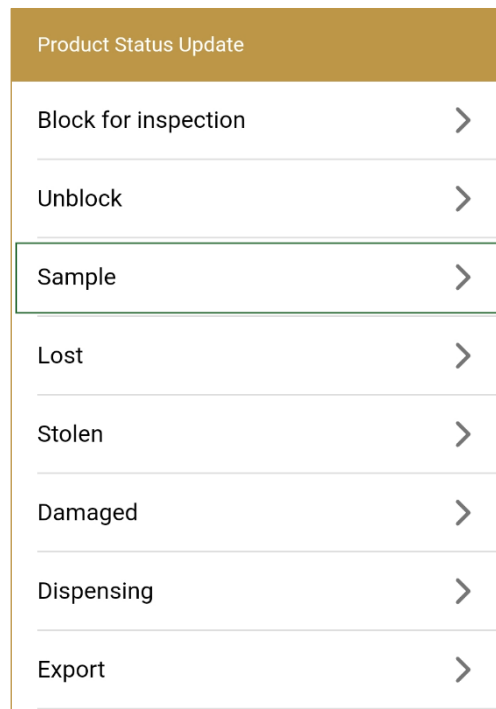 Product Status Update
Block for inspection
Unblock
Sample
Lost
Stolen
Damaged
Dispensing
Export